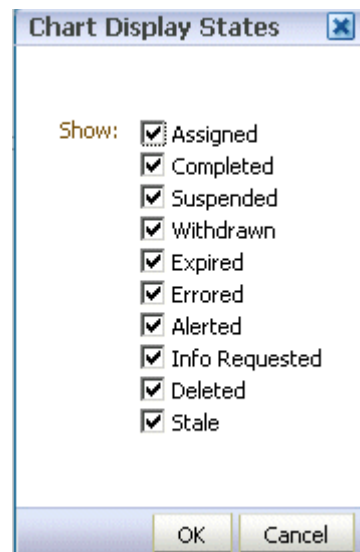 Chart Display States
Show: Assigned
Completed
Suspended
Withdrawn
Expired
Errored
Alerted
Info Requested
Deleted
Stale
OK Cancel